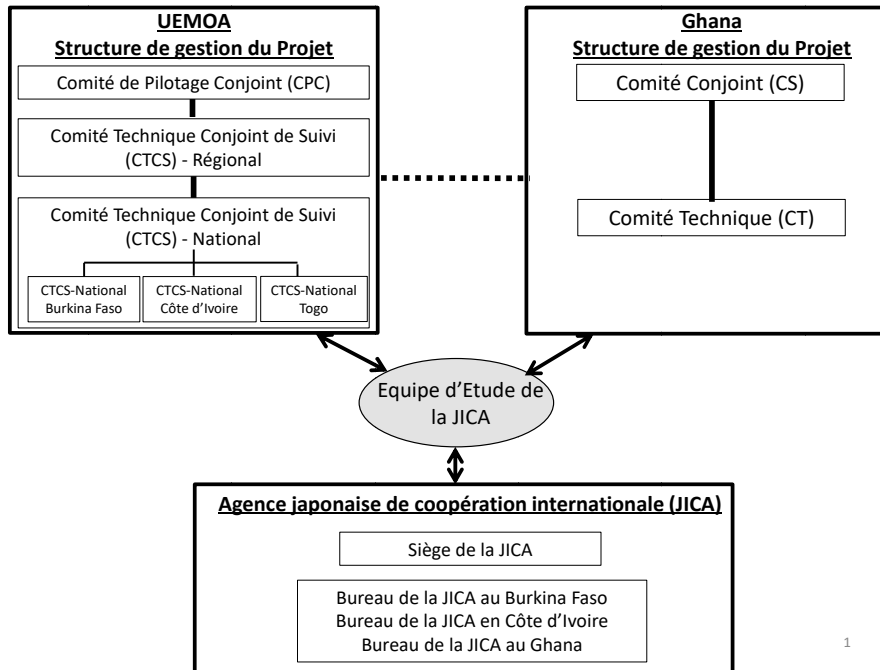 UEMOA
Structure de gestion du Projet
Comité de Pilotage Conjoint (CPC)
Comité Technique Conjoint de Suivi
(CTCS) - Régional
Comité Technique Conjoint de Suivi
(CTCS) - National
CTCS-National
Burkina Faso
CTCS-National
Côte d’Ivoire
CTCS-National
Togo
Ghana
Structure de gestion du Projet
Comité Conjoint (CS)
Comité Technique (CT)
Equipe d’Etude de
la JICA
Agence japonaise de coopération internationale (JICA)
Siège de la JICA
Bureau de la JICA au Burkina Faso
Bureau de la JICA en Côte d’Ivoire
Bureau de la JICA au Ghana
1